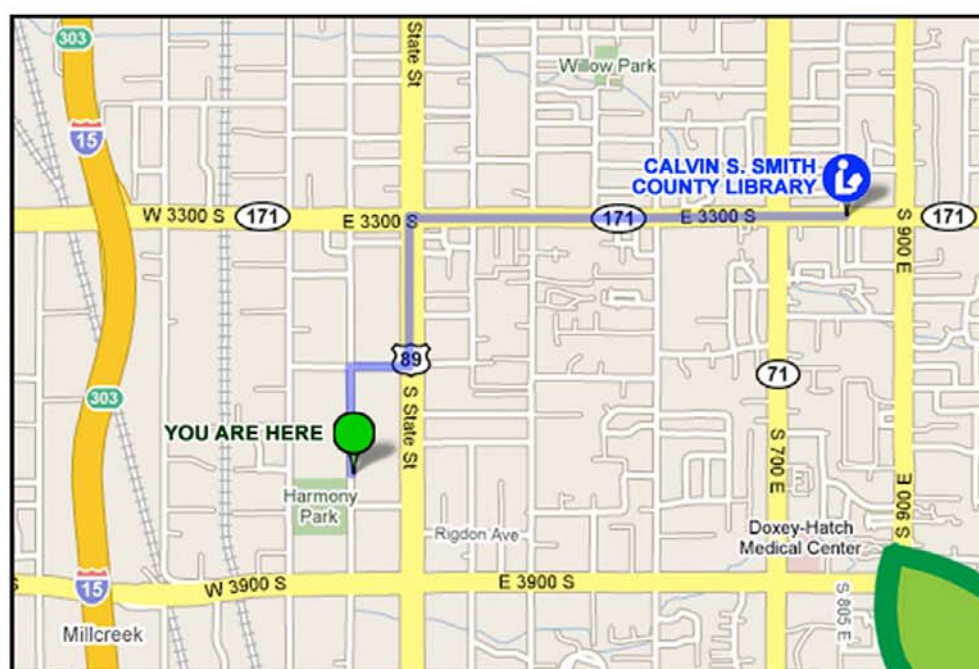 303
State St
Willow Park
15
CALVIN S. SMITH
COUNTY LIBRARY
W 3300 S
171
E 3300 S
171
E 3300 S
171
S 900 E
89
71
303
S State St
YOU ARE HERE
S 700 E
Harmony
Park
S 900 E
Rigdon Ave
Doxey-Hatch
Medical Center
S
15
W 3900 S
E 3900 S
S 805 E
Millcreek